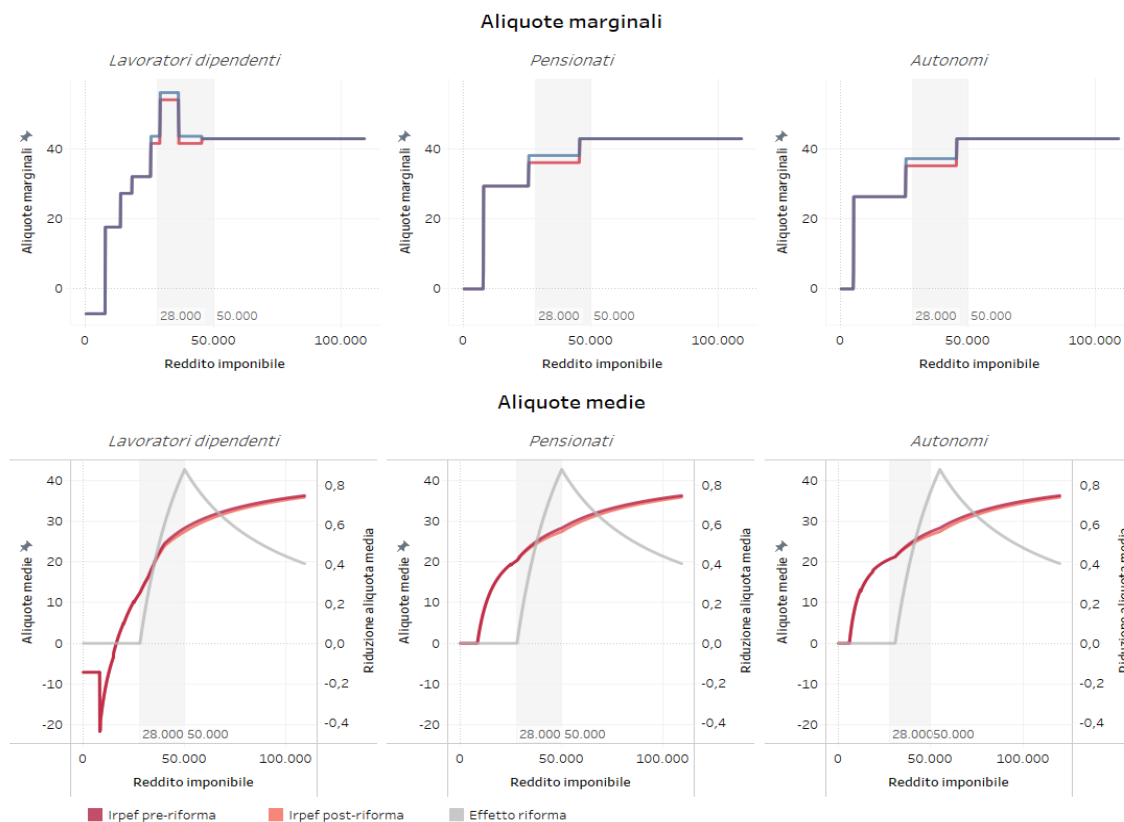 Aliquote marginali
Lavoratori dipendenti Pensionati Autonomi
Aliquote marginali
40
20
0
28.000 50.000
0 50.000 100.000
Reddito imponibile
Aliquote marginali
40
20
0
28.000 50.000
0 50.000 100.000
Reddito imponibile
Aliquote marginali
40
20
0
28.000 50.000
0 50.000 100.000
Reddito imponibile
Aliquote medie
Lavoratori dipendenti Pensionati Autonomi
Aliquote medie
40
30
20
10
0
-10
-20
28.000 50.000
0,8
0,6
0,4
0,2
0,0
-0,2
-0,4
Riduzione aliquota media
0 50.000 100.000
Reddito imponibile
Aliquote medie
40
30
20
10
0
-10
-20
28.000 50.000
0,8
0,6
0,4
0,2
0,0
-0,2
-0,4
Riduzione aliquota media
0 50.000 100.000
Reddito imponibile
Aliquote medie
40
30
20
10
0
-10
-20
28.000 50.000
0,8
0,6
0,4
0,2
0,0
-0,2
-0,4
Riduzione aliquota media
0 50.000 100.000
Reddito imponibile
Irpef pre-riforma Irpef post-riforma Effetto riforma